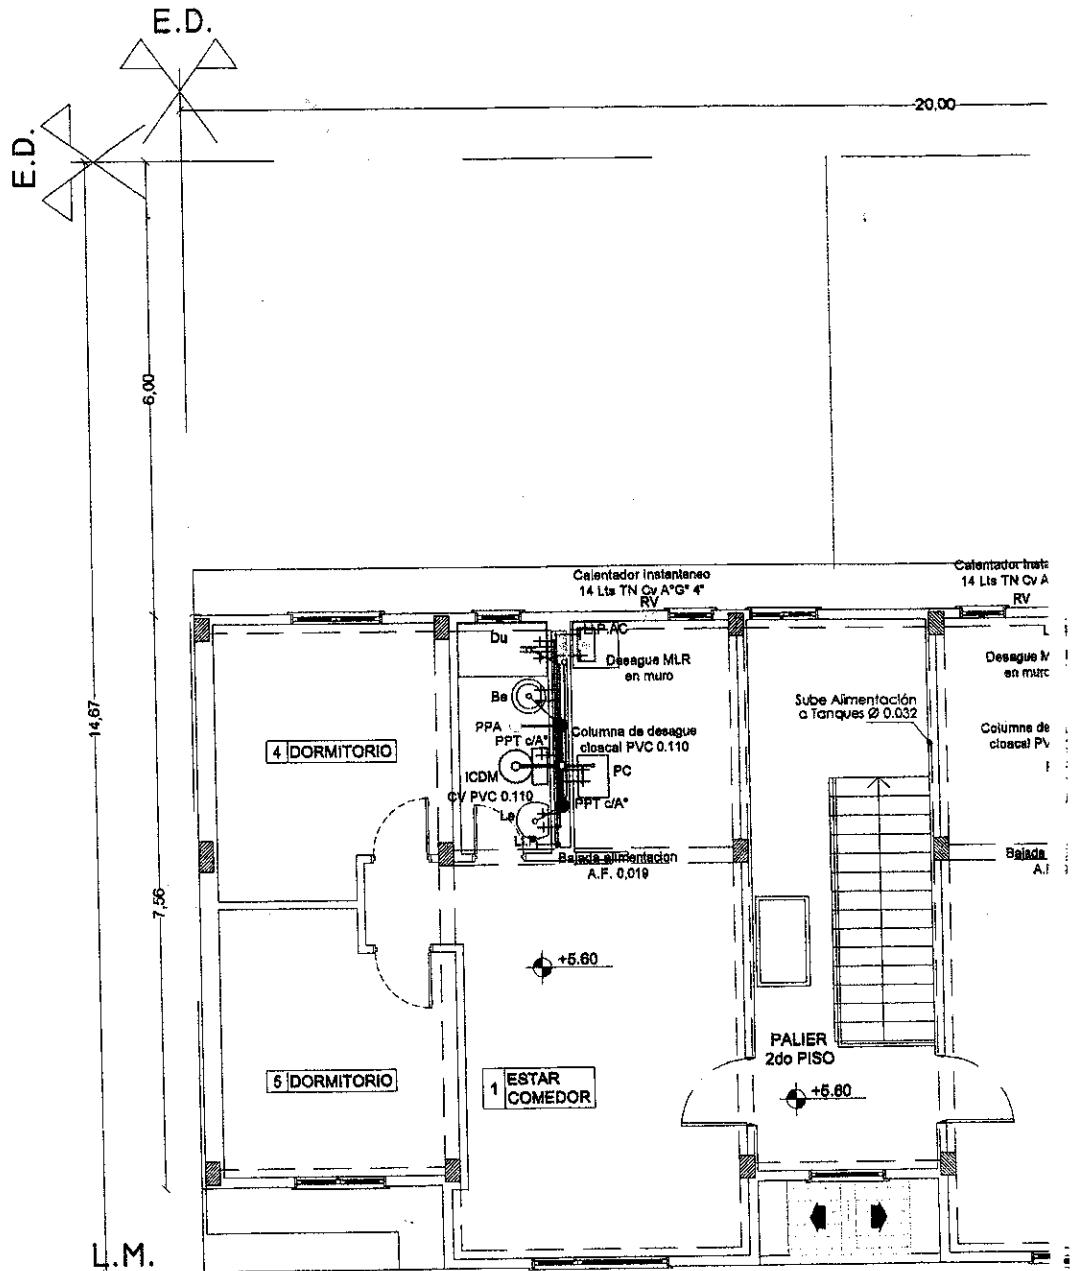 E.D.
20,00
E.D.
6,00
14,67
7,56
Calentador Instantaneo
14 Lts TN Cv A°G° 4"
RV
Calentador Insta
14 Lts TN Cv A
RV
Du
Desague MLR
en muro
Desague M
en muro
Be
PPA
PPT c/A°
Columna de desague
cloacal PVC 0.110
Sube Alimentación
a Tanques Ø 0.032
Columna de
cloacal PV
ICDM
CV PVC 0.110
PC
PPT c/A°
La
Bajada alimentacion
A.F. 0,019
Bajada
A.F
4 DORMITORIO
+5.60
PALIER
2do PISO
5 DORMITORIO
1 ESTAR
COMEDOR
+5.60
L.M.